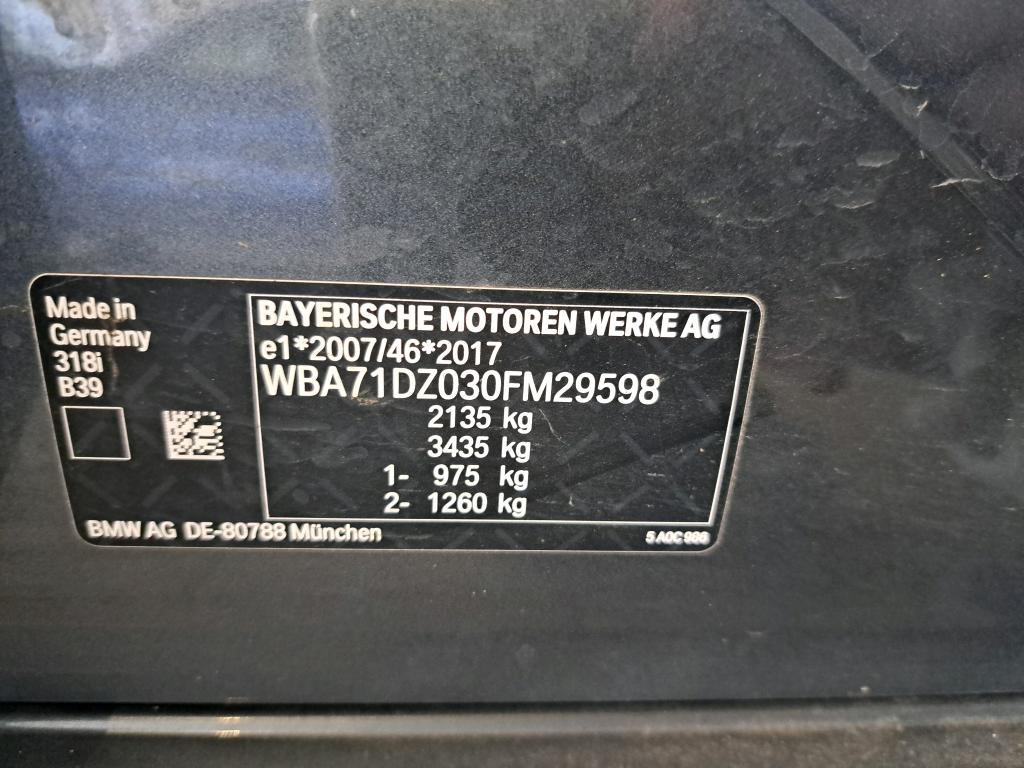 Made in
Germany
318i
B39
BAYERISCHE MOTOREN WERKE AG
e1*2007/46*2017
WBA71DZ030FM29598
2135 kg
3435 kg
1- 975 kg
2- 1260 kg
BMW AG DE-80788 München
5 A0C 986